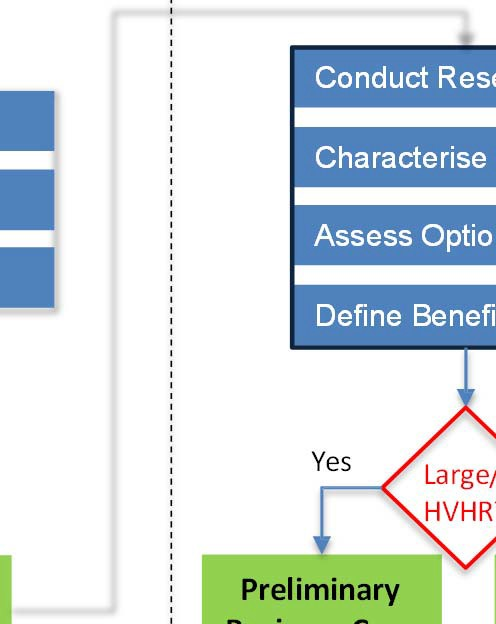 Conduct Rese
Characterise
Assess Optio
Define Benefi
Yes
Large/
HVHR
Preliminary